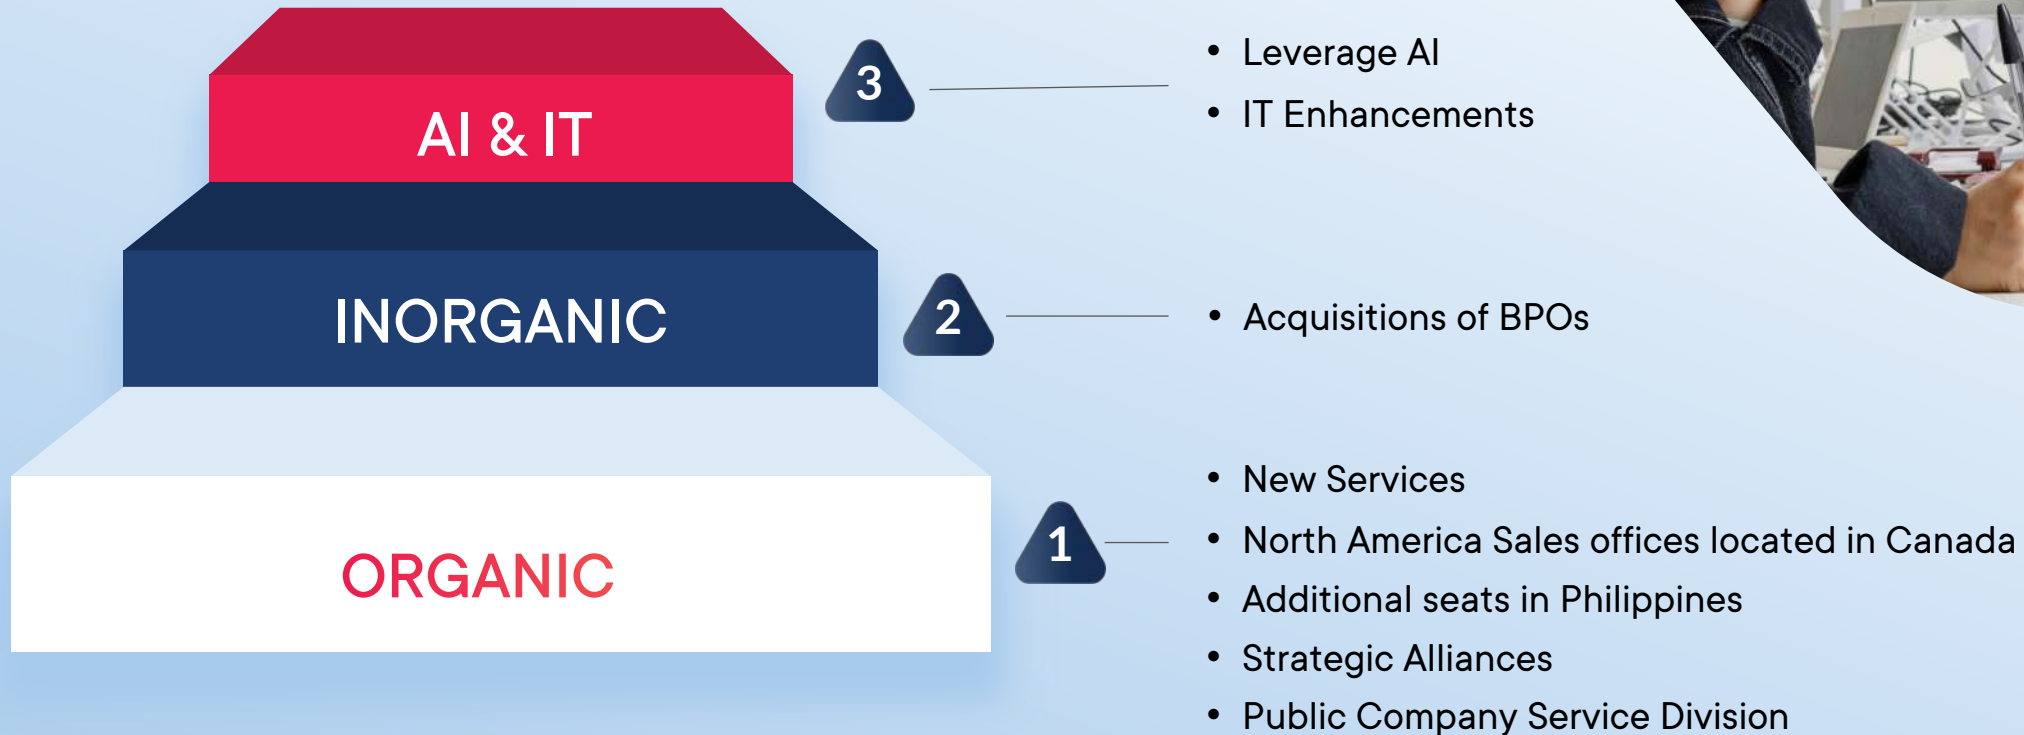 AI & IT
3
• Leverage AI
• IT Enhancements
INORGANIC
2
• Acquisitions of BPOs
ORGANIC
1
• New Services
• North America Sales offices located in Canada
• Additional seats in Philippines
• Strategic Alliances
• Public Company Service Division